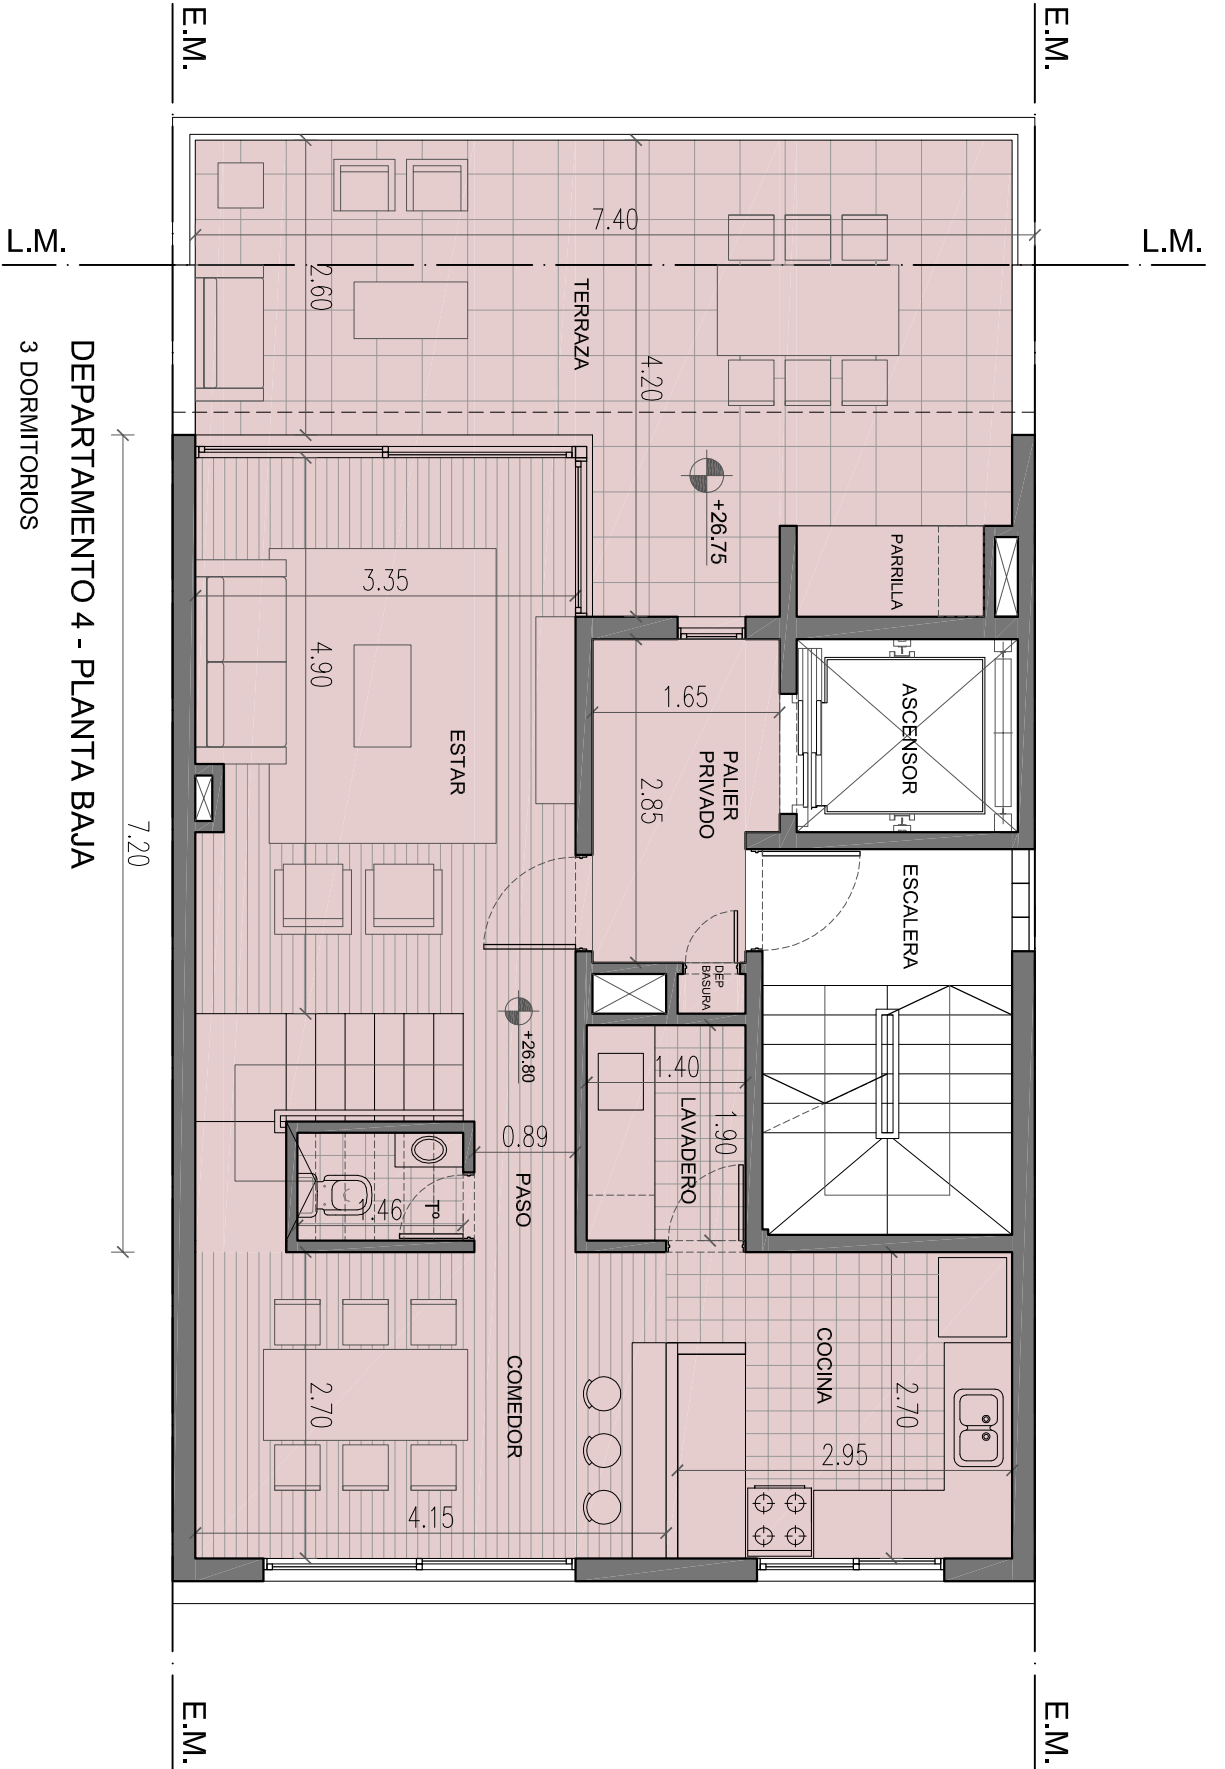 E.M.
E.M.
L.M.
L.M.
7.40
2.60
TERRAZA
4.20
+26.75
PARRILLA
DEPARTAMENTO 4 - PLANTA BAJA
3 DORMITORIOS
7.20
3.35
4.90
ESTAR
1.65
2.85
PALIER
PRIVADO
ASCENSOR
ESCALERA
DEP
BASURA
+26.80
1.40
1.90
LAVADERO
0.89
PASO
1.46
Tº
COMEDOR
2.70
4.15
COCINA
2.70
2.95
E.M.
E.M.